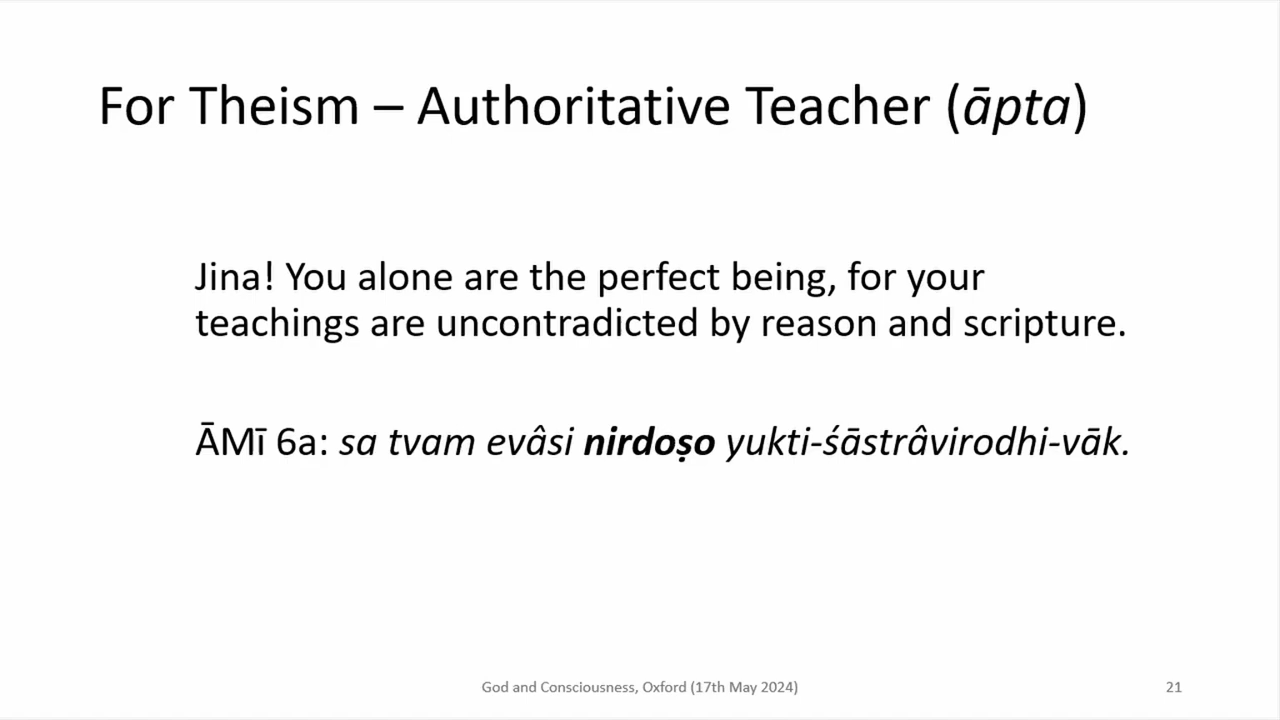 For Theism – Authoritative Teacher (āpta)
Jina! You alone are the perfect being, for your
teachings are uncontradicted by reason and scripture.
ĀMī 6a: sa tvam evâsi nirdoṣo yukti-śāstrâvirodhi-vāk.
God and Consciousness, Oxford (17th May 2024)
21